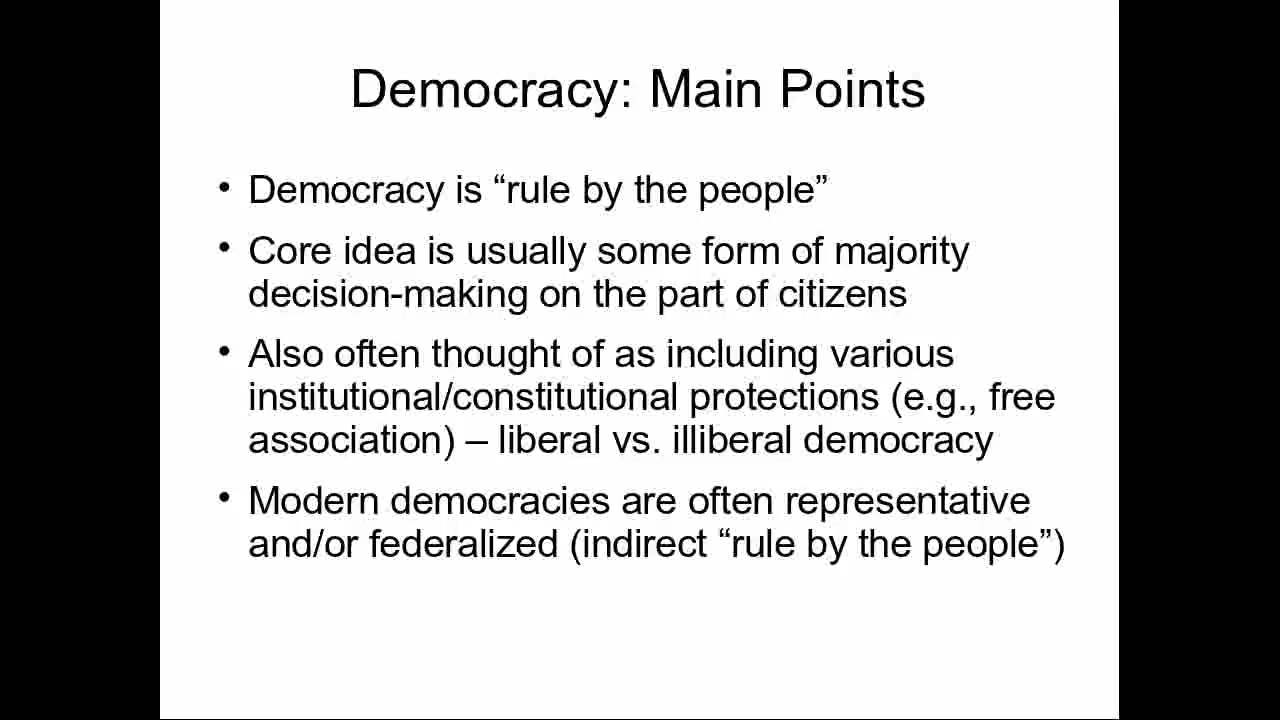 Democracy: Main Points
• Democracy is “rule by the people”
• Core idea is usually some form of majority
decision-making on the part of citizens
• Also often thought of as including various
institutional/constitutional protections (e.g., free
association) – liberal vs. illiberal democracy
• Modern democracies are often representative
and/or federalized (indirect “rule by the people”)